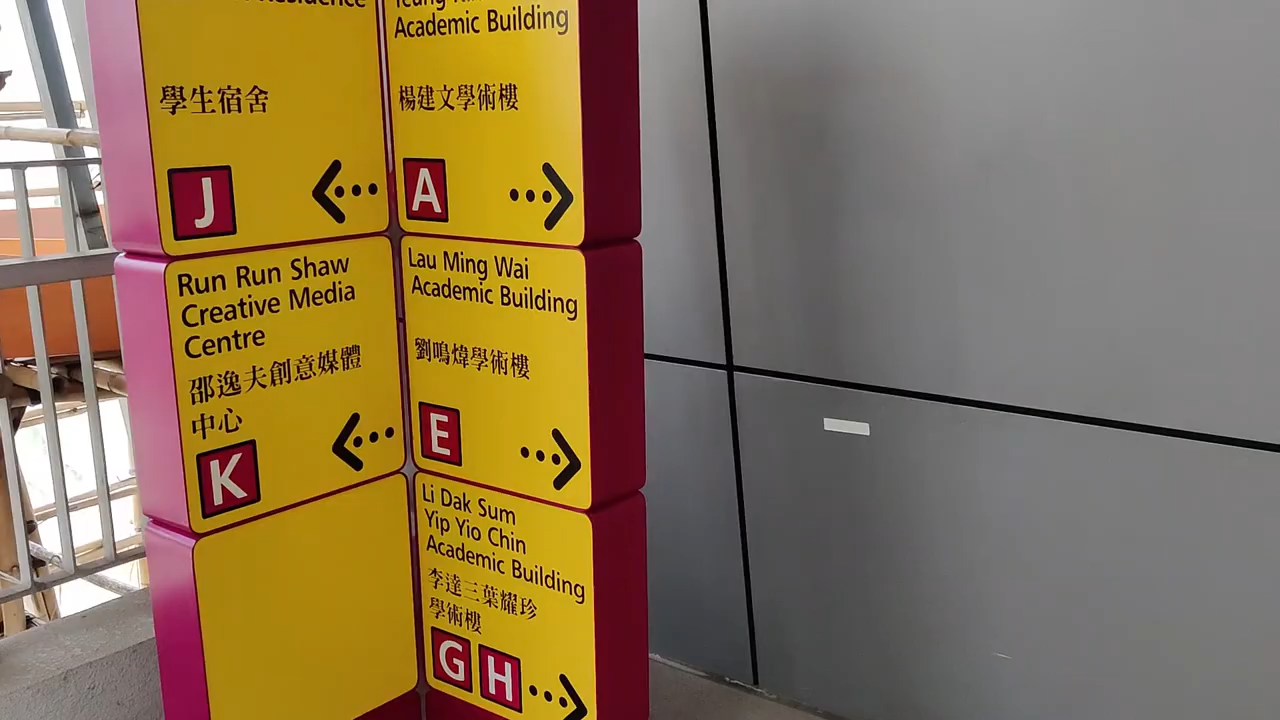 Residence
學生宿舍
J
Run Run Shaw
Creative Media
Centre
邵逸夫創意媒體
中心
K
Academic Building
楊建文學術樓
A
Lau Ming Wai
Academic Building
劉鳴煒學術樓
E
Li Dak Sum
Yip Yio Chin
Academic Building
李達三葉耀珍
學術樓
G H